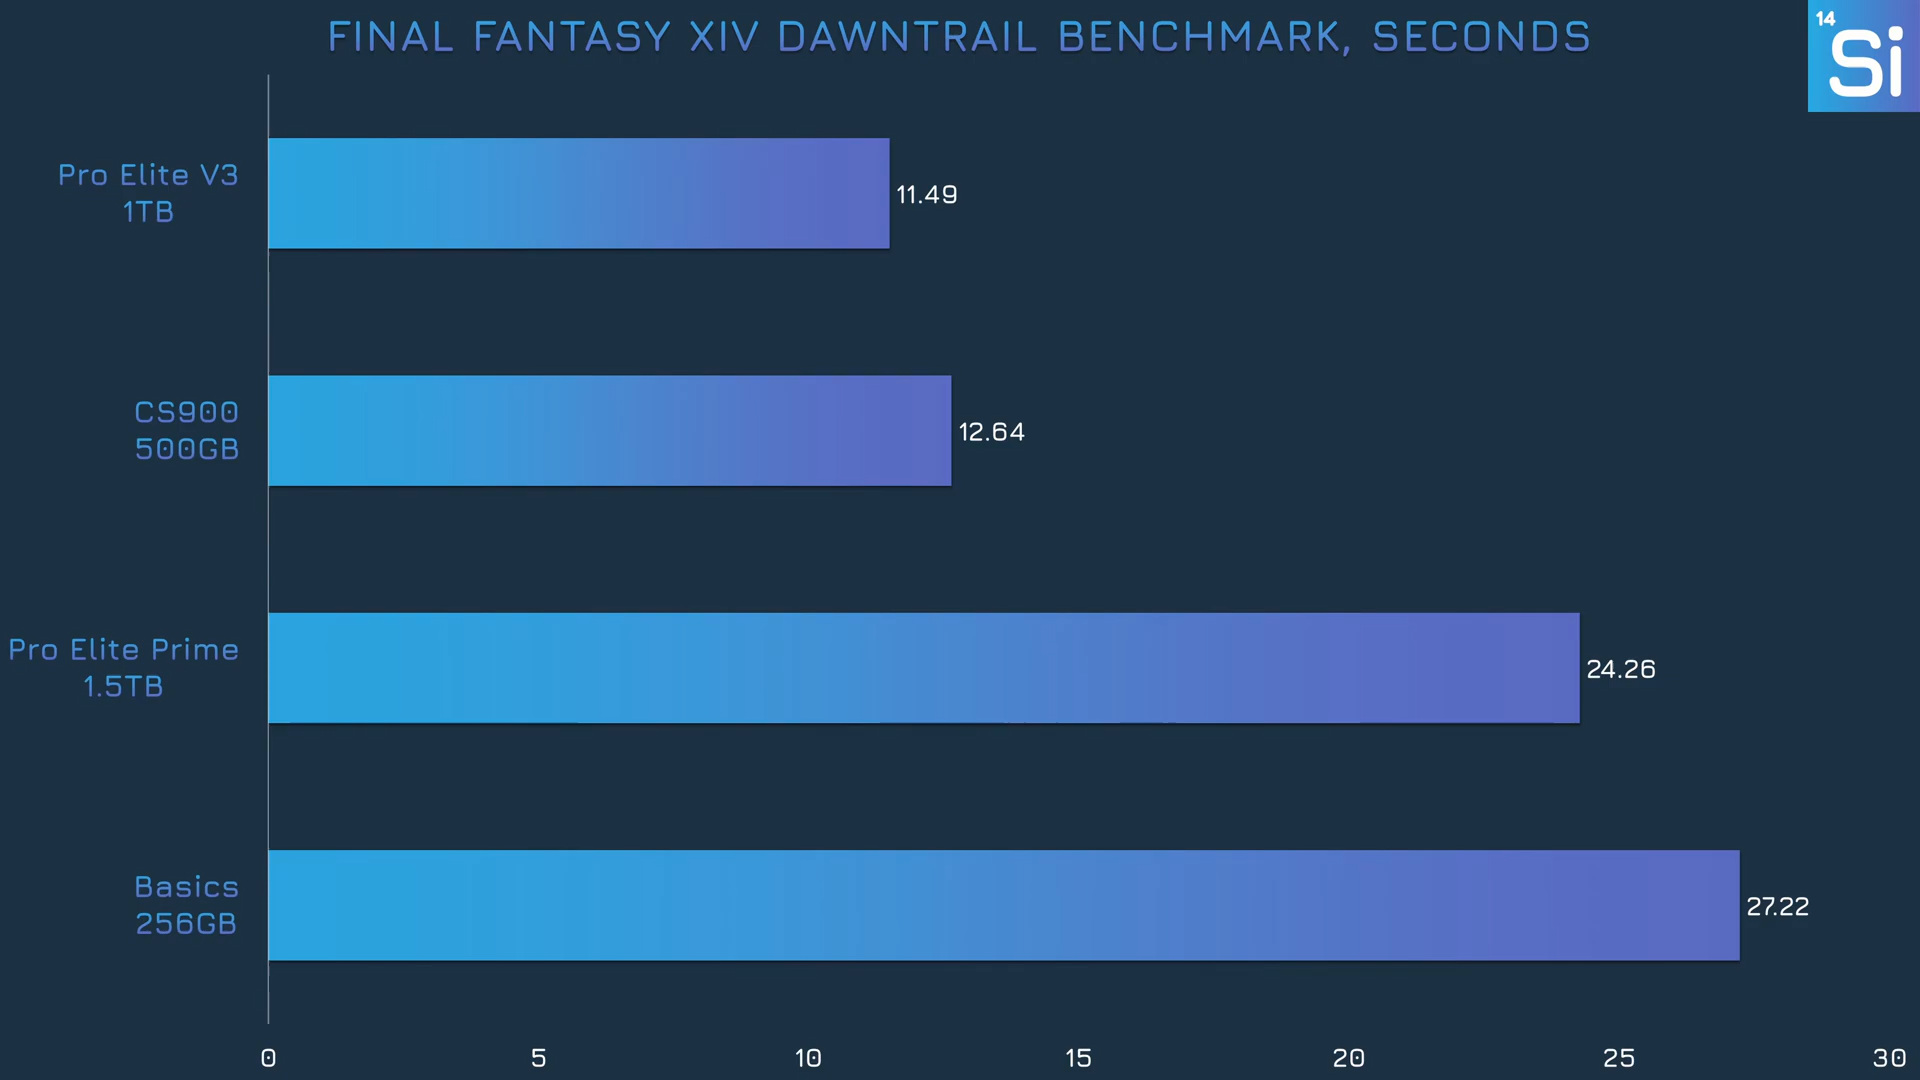 FINAL FANTASY XIV DAWNTRAIL BENCHMARK, SECONDS
14
Si
Pro Elite V3
1TB
11.49
CS900
500GB
12.64
Pro Elite Prime
1.5TB
24.26
Basics
256GB
27.22
0 5 10 15 20 25 30